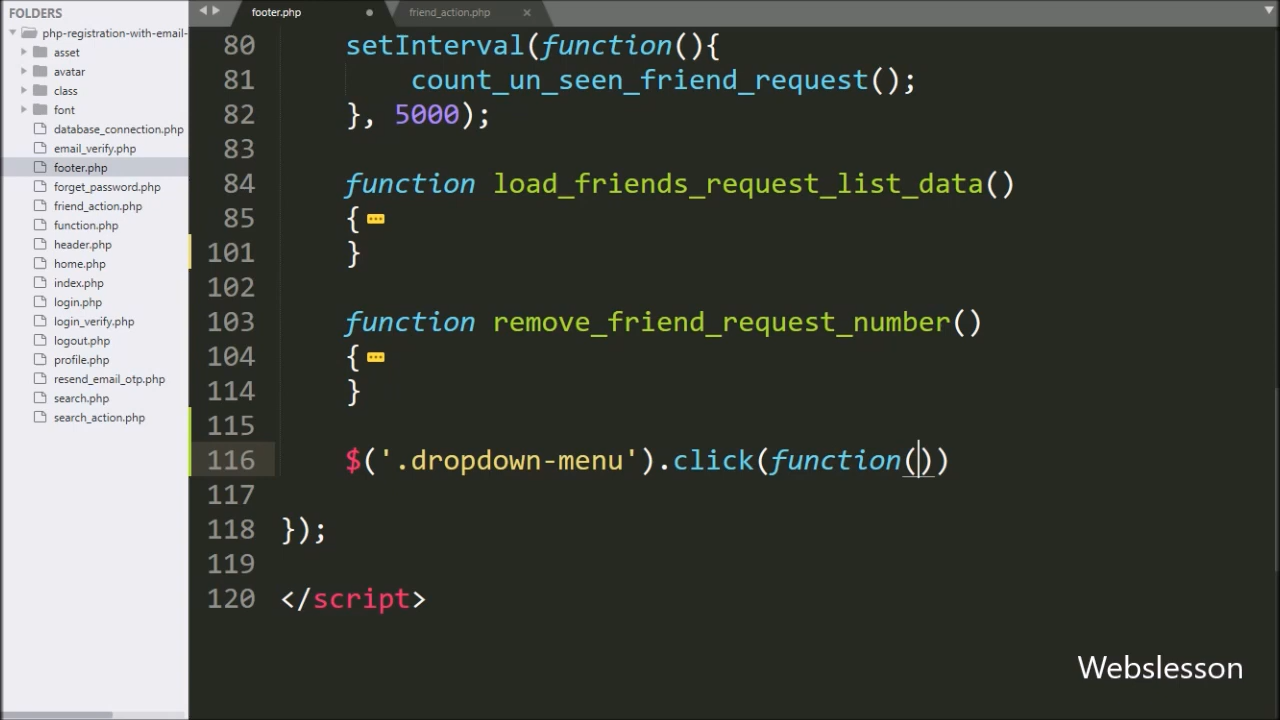 FOLDERS
php-registration-with-email-
asset
avatar
class
font
database_connection.php
email_verify.php
footer.php
forget_password.php
friend_action.php
function.php
header.php
home.php
index.php
login.php
login_verify.php
logout.php
profile.php
resend_email_otp.php
search.php
search_action.php
footer.php
friend_action.php
80 setInterval(function(){
81 count_un_seen_friend_request();
82 }, 5000);
83
84 function load_friends_request_list_data()
85 {
101 }
102
103 function remove_friend_request_number()
104 {
114 }
115
116 $('.dropdown-menu').click(function())
117
118 });
119
120 </script>
Webslesson